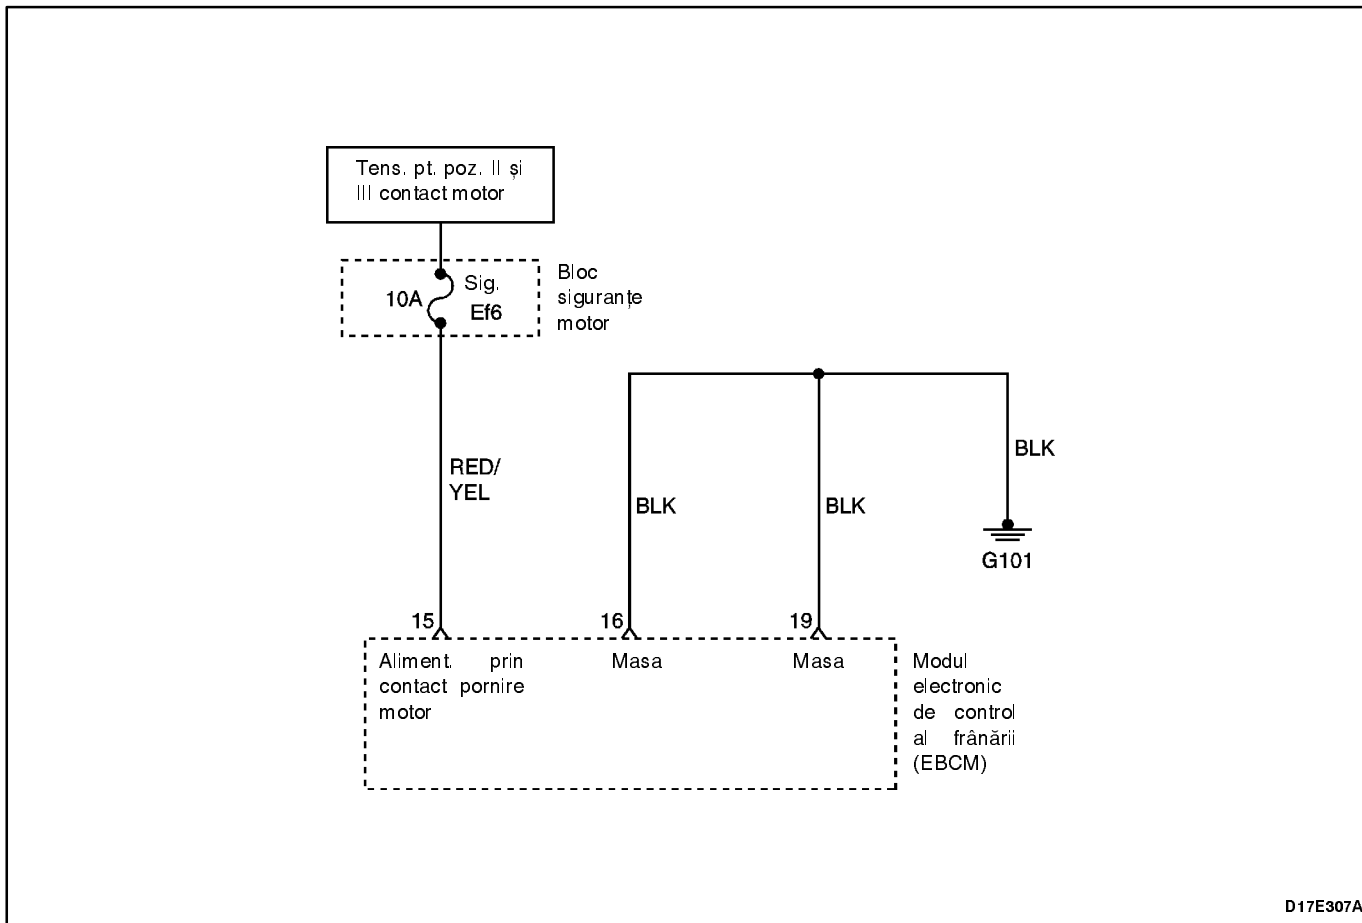 Tens. pt. poz. II și
III contact motor
10A
Sig.
Ef6
Bloc
siguranțe
motor
RED/
YEL
BLK
BLK
BLK
G101
15
16
19
Aliment. prin
contact pornire
motor
Masa
Masa
Modul
electronic
de control
al frânării
(EBCM)
D17E307A